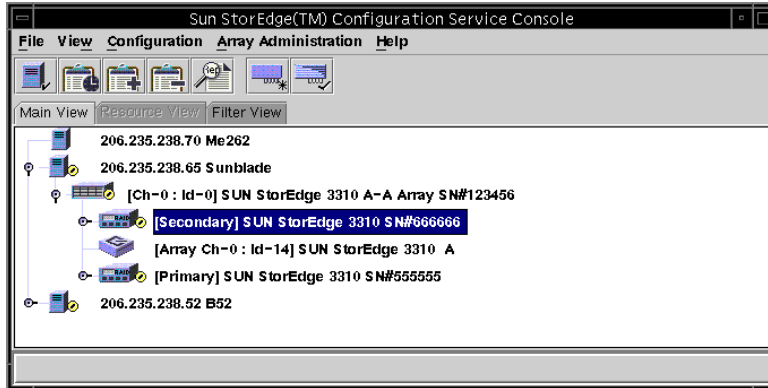 Sun StorEdge(TM) Configuration Service Console
File View Configuration Array Administration Help
Main View Resource View Filter View
206.235.238.70 Me262
206.235.238.65 Sunblade
[Ch-0 : Id-0] SUN StorEdge 3310 A-A Array SN#123456
[Secondary] SUN StorEdge 3310 SN#666666
[Array Ch-0 : Id-14] SUN StorEdge 3310 A
[Primary] SUN StorEdge 3310 SN#555555
206.235.238.52 B52